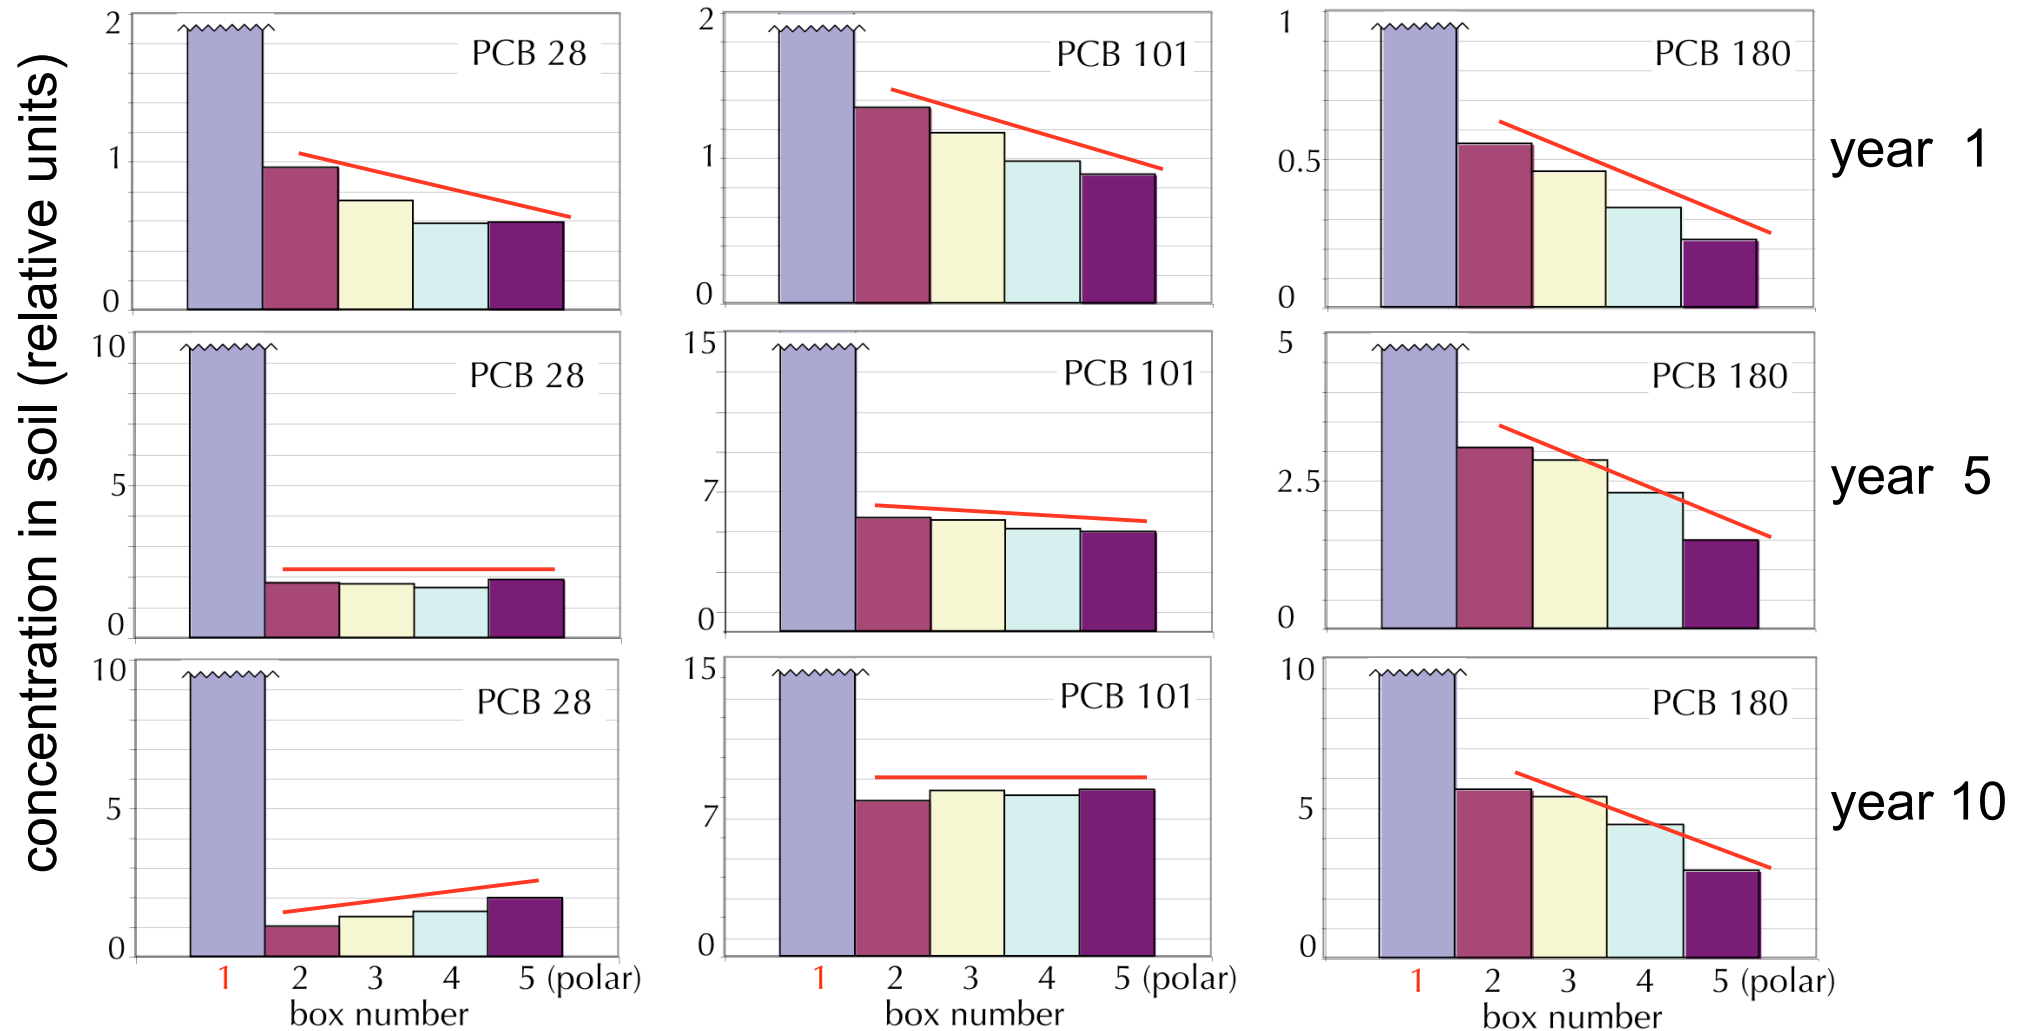 concentration in soil (relative units)
2
1
0
PCB 28
2
1
0
PCB 101
1
0.5
0
PCB 180
year 1
10
5
0
PCB 28
15
7
0
PCB 101
5
2.5
0
PCB 180
year 5
10
5
0
PCB 28
15
7
0
PCB 101
10
5
0
PCB 180
year 10
1 2 3 4 5 (polar)
box number
1 2 3 4 5 (polar)
box number
1 2 3 4 5 (polar)
box number